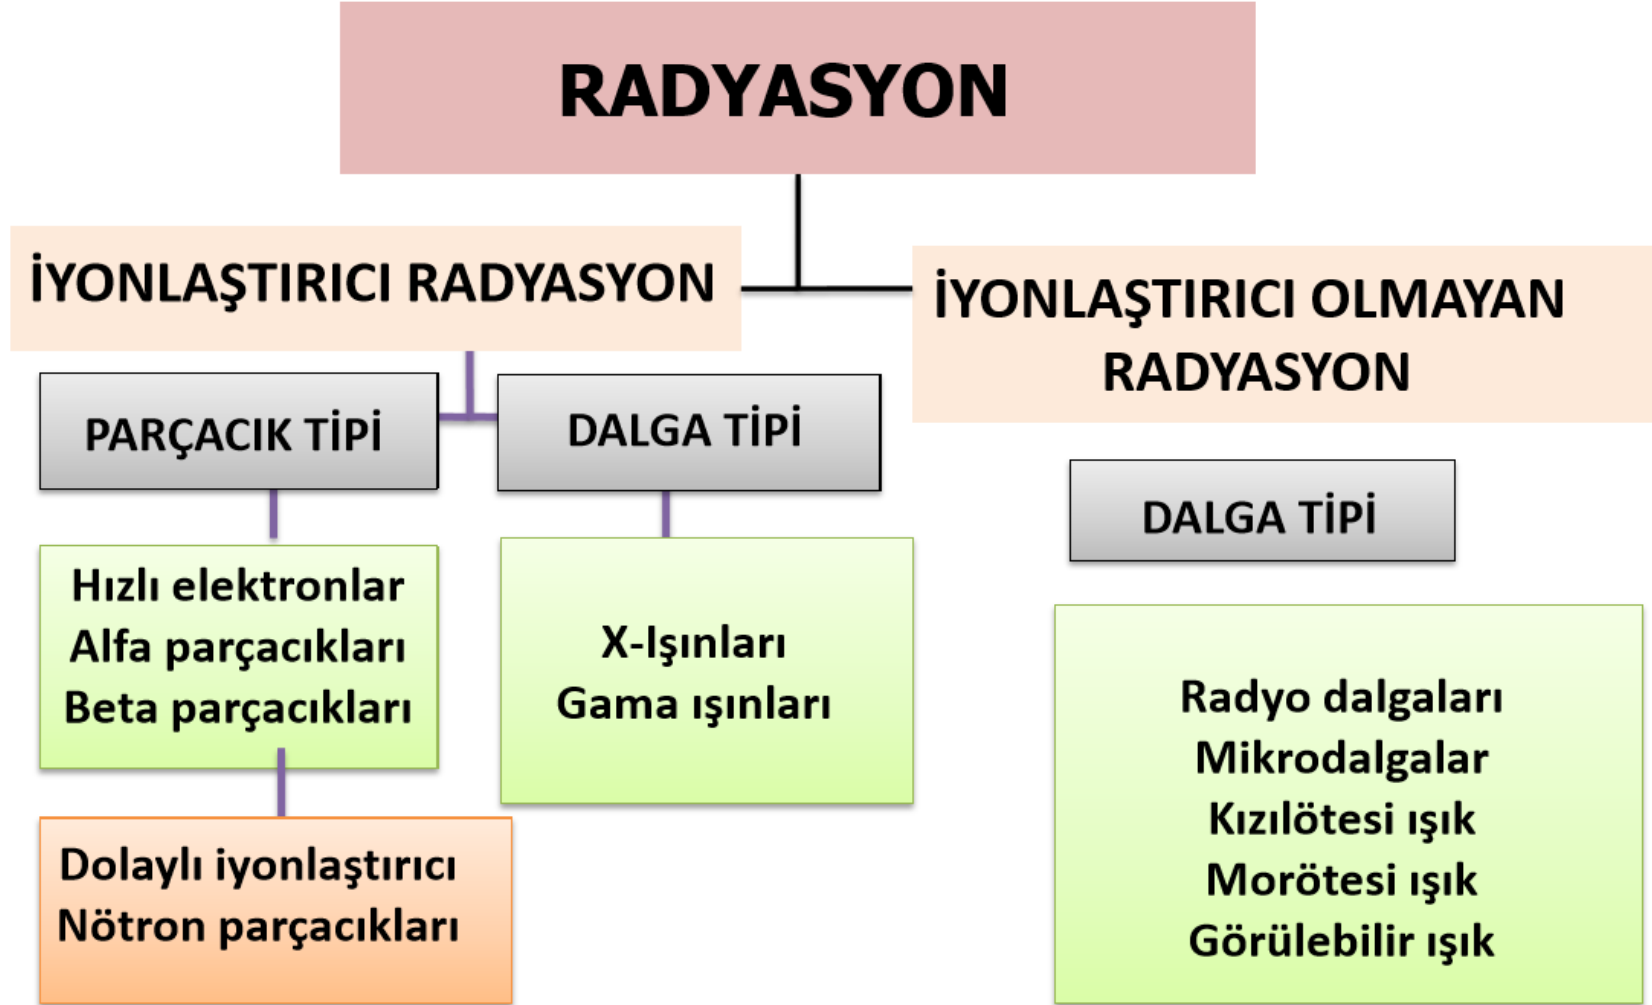 RADYASYON
İYONLAŞTIRICI RADYASYON
İYONLAŞTIRICI OLMAYAN
RADYASYON
PARÇACIK TİPİ
DALGA TİPİ
DALGA TİPİ
Hızlı elektronlar
Alfa parçacıkları
Beta parçacıkları
X-Işınları
Gama ışınları
Radyo dalgaları
Mikrodalgalar
Kızılötesi ışık
Morötesi ışık
Görülebilir ışık
Dolaylı iyonlaştırıcı
Nötron parçacıkları